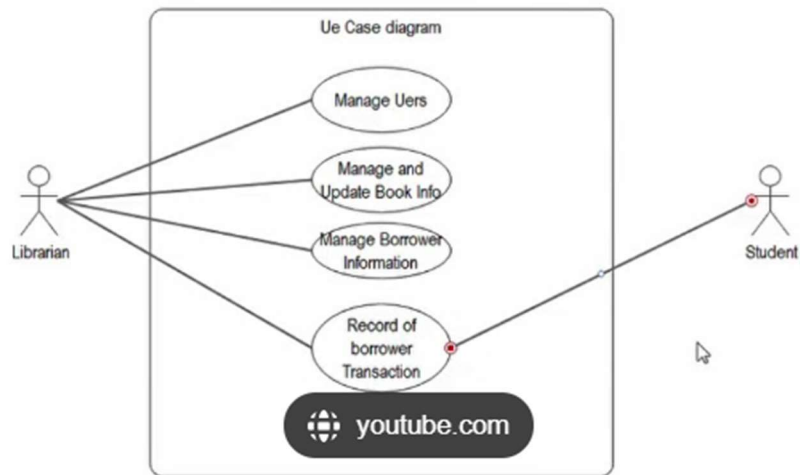 Ue Case diagram
Manage Uers
Manage and
Update Book Info
Manage Borrower
Information
Record of
borrower
Transaction
Librarian
Student
youtube.com